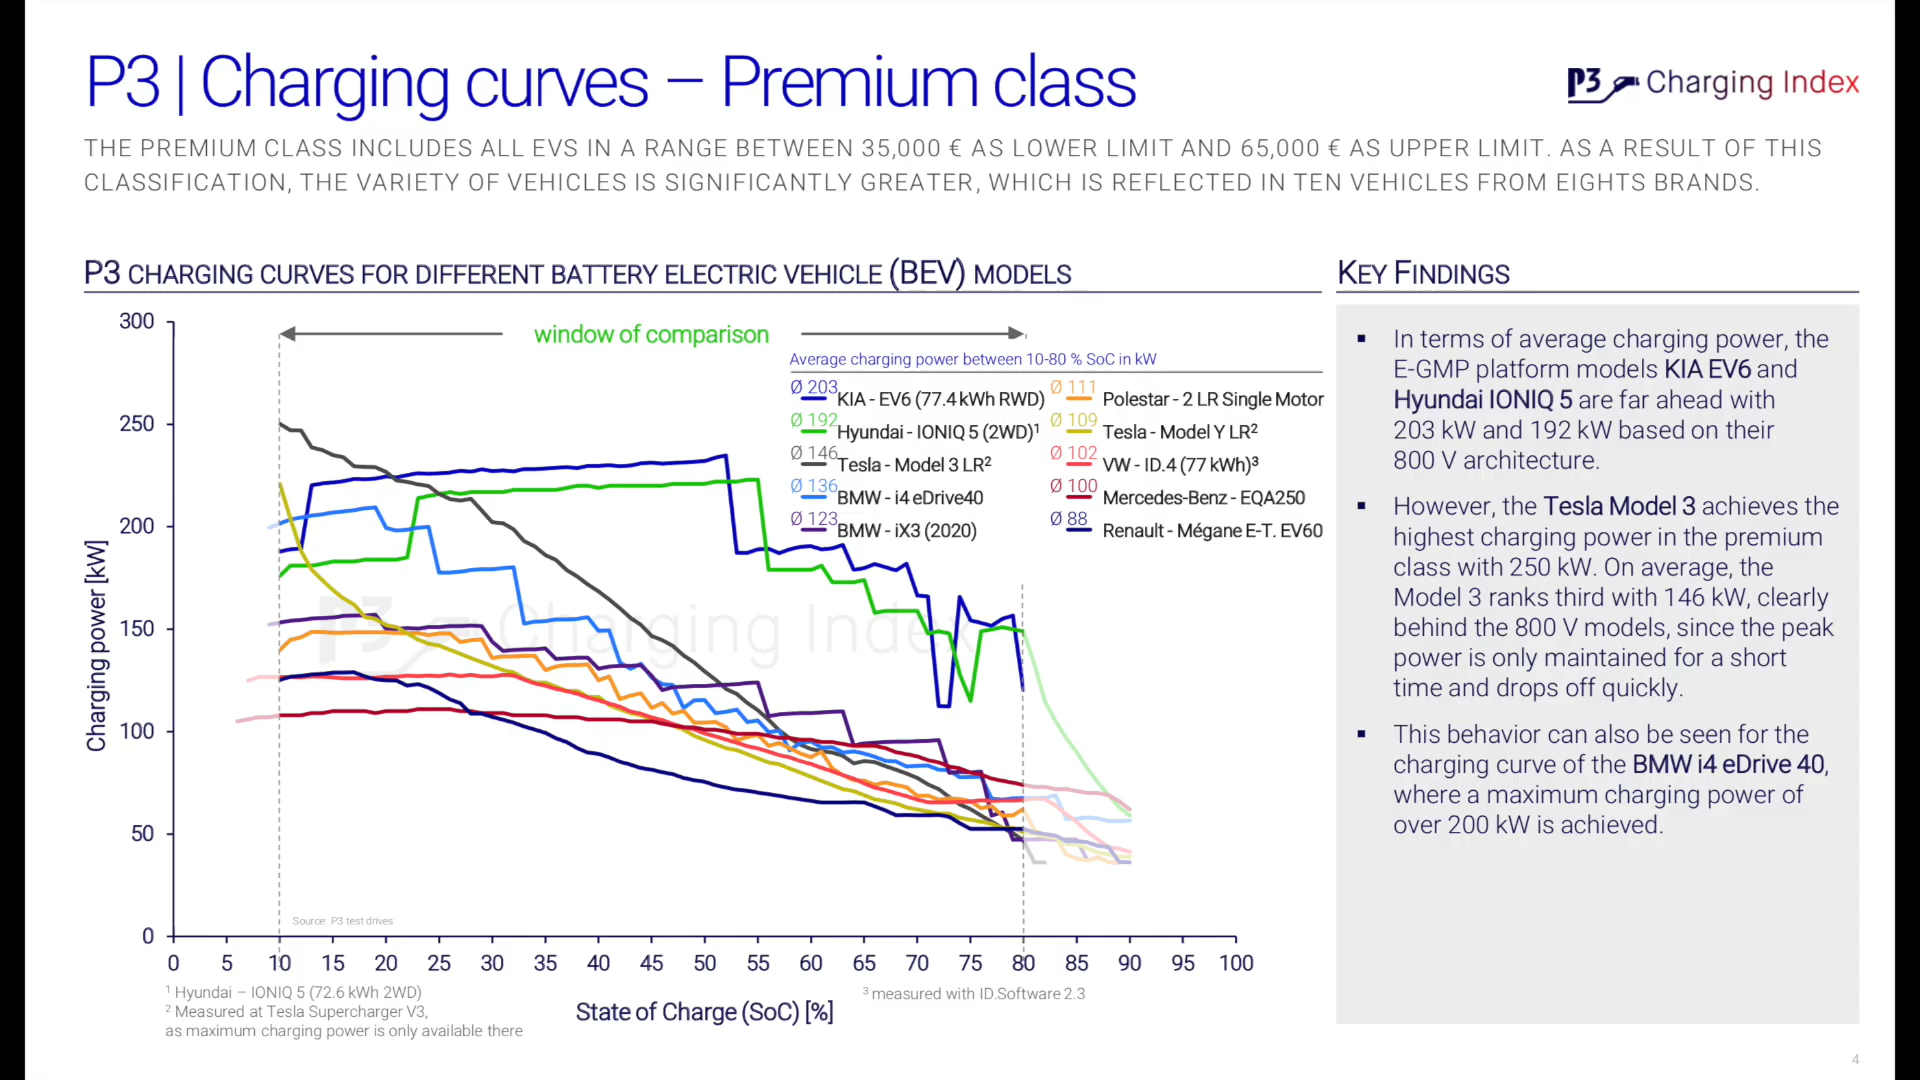 P3 | Charging curves – Premium class
P3 Charging Index
THE PREMIUM CLASS INCLUDES ALL EVS IN A RANGE BETWEEN 35,000 € AS LOWER LIMIT AND 65,000 € AS UPPER LIMIT. AS A RESULT OF THIS
CLASSIFICATION, THE VARIETY OF VEHICLES IS SIGNIFICANTLY GREATER, WHICH IS REFLECTED IN TEN VEHICLES FROM EIGHTS BRANDS.
P3 CHARGING CURVES FOR DIFFERENT BATTERY ELECTRIC VEHICLE (BEV) MODELS
window of comparison
Average charging power between 10-80 % SoC in kW
Ø 203 KIA - EV6 (77.4 kWh RWD)
Ø 192 Hyundai - IONIQ 5 (2WD)¹
Ø 146 Tesla - Model 3 LR²
Ø 136 BMW - i4 eDrive40
Ø 123 BMW - iX3 (2020)
Ø 111 Polestar - 2 LR Single Motor
Ø 109 Tesla - Model Y LR²
Ø 102 VW - ID.4 (77 kWh)³
Ø 100 Mercedes-Benz - EQA250
Ø 88 Renault - Mégane E-T. EV60
Charging power [kW]
300
250
200
150
100
50
0
P3 Charging Index
Source: P3 test drives
0 5 10 15 20 25 30 35 40 45 50 55 60 65 70 75 80 85 90 95 100
State of Charge (SoC) [%]
¹ Hyundai – IONIQ 5 (72.6 kWh 2WD)
² Measured at Tesla Supercharger V3,
as maximum charging power is only available there
³ measured with ID.Software 2.3
KEY FINDINGS
▪ In terms of average charging power, the
E-GMP platform models KIA EV6 and
Hyundai IONIQ 5 are far ahead with
203 kW and 192 kW based on their
800 V architecture.
▪ However, the Tesla Model 3 achieves the
highest charging power in the premium
class with 250 kW. On average, the
Model 3 ranks third with 146 kW, clearly
behind the 800 V models, since the peak
power is only maintained for a short
time and drops off quickly.
▪ This behavior can also be seen for the
charging curve of the BMW i4 eDrive 40,
where a maximum charging power of
over 200 kW is achieved.
4